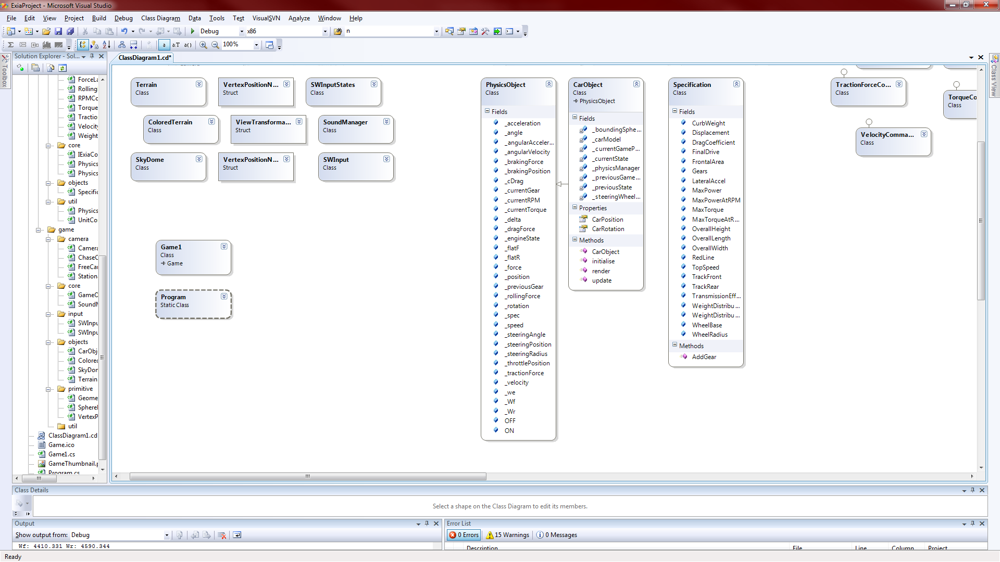 ExiaProject - Microsoft Visual Studio
File Edit View Project Build Debug Class Diagram Data Tools Test VisualSVN Analyze Window Help
Debug x86 n
a a:T a() 100%
Toolbox
Solution Explorer - Sol...
ForceLa
Rolling
RPMCo
Torque
Tractio
Velocity
Weight
core
IExiaCo
Physics
Physics
objects
Specific
util
Physics
UnitCo
game
camera
Camera
ChaseC
FreeCar
Station
core
GameC
SoundM
input
SWInpu
SWInpu
objects
CarObj
Colored
SkyDon
Terrain
primitive
Geome
SphereP
VertexP
util
ClassDiagram1.cd
Game.ico
Game1.cs
GameThumbnail.p
Program.cs
ClassDiagram1.cd*
Terrain
Class
VertexPositionN...
Struct
SWInputStates
Class
ColoredTerrain
Class
ViewTransforma...
Struct
SoundManager
Class
SkyDome
Class
VertexPositionN...
Struct
SWInput
Class
Game1
Class
Game
Program
Static Class
PhysicsObject
Class
Fields
_acceleration
_angle
_angularAcceler...
_angularVelocity
_brakingForce
_brakingPosition
_cDrag
_currentGear
_currentRPM
_currentTorque
_delta
_dragForce
_engineState
_flatF
_flatR
_force
_position
_previousGear
_rollingForce
_rotation
_spec
_speed
_steeringAngle
_steeringPosition
_steeringRadius
_throttlePosition
_tractionForce
_velocity
_we
_Wf
_Wr
OFF
ON
CarObject
Class
PhysicsObject
Fields
_boundingSphe...
_carModel
_currentGameP...
_currentState
_physicsManager
_previousGame...
_previousState
_steeringWheel...
Properties
CarPosition
CarRotation
Methods
CarObject
initialise
render
update
Specification
Class
Fields
CurbWeight
Displacement
DragCoefficient
FinalDrive
FrontalArea
Gears
LateralAccel
MaxPower
MaxPowerAtRPM
MaxTorque
MaxTorqueAtR...
OverallHeight
OverallLength
OverallWidth
RedLine
TopSpeed
TrackFront
TrackRear
TransmissionEff...
WeightDistribu...
WeightDistribu...
WheelBase
WheelRadius
Methods
AddGear
TractionForceCo...
Class
TorqueCo
Class
VelocityComma...
Class
Class View
Class Details
Select a shape on the Class Diagram to edit its members.
Output
Show output from: Debug
Wf: 4410.331 Wr: 4590.344
Error List
0 Errors 15 Warnings 0 Messages
Description File Line Column Project
Ready